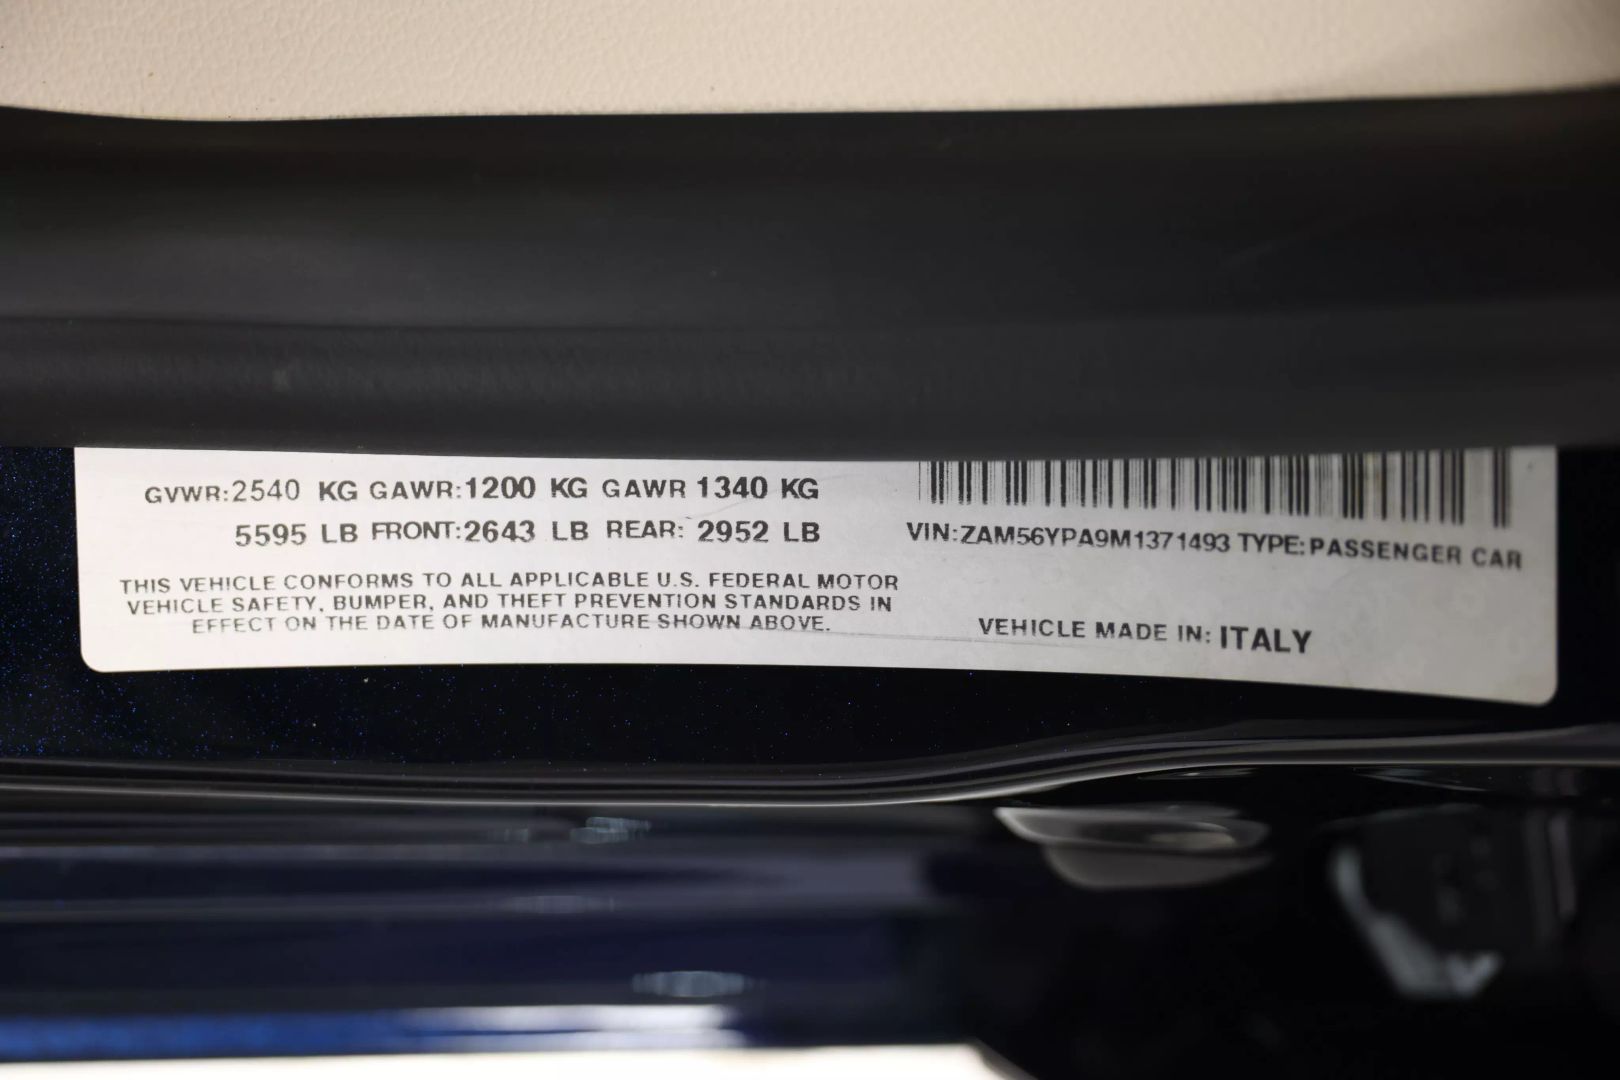 GVWR:2540 KG GAWR:1200 KG GAWR 1340 KG
5595 LB FRONT:2643 LB REAR: 2952 LB
THIS VEHICLE CONFORMS TO ALL APPLICABLE U.S. FEDERAL MOTOR
VEHICLE SAFETY, BUMPER, AND THEFT PREVENTION STANDARDS IN
EFFECT ON THE DATE OF MANUFACTURE SHOWN ABOVE.
VIN:ZAM56YPA9M1371493 TYPE:PASSENGER CAR
VEHICLE MADE IN: ITALY